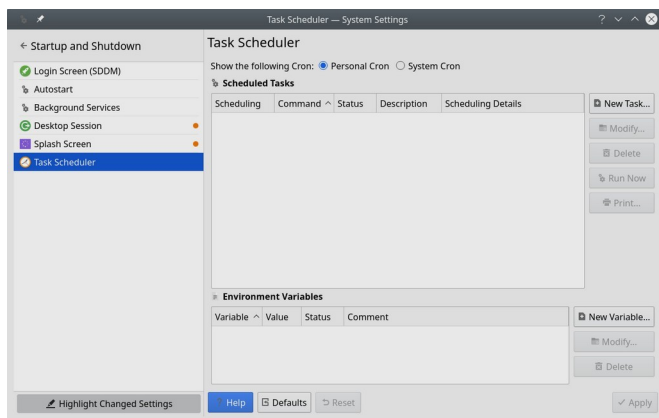 Task Scheduler — System Settings
← Startup and Shutdown
Login Screen (SDDM)
Autostart
Background Services
Desktop Session
Splash Screen
Task Scheduler
Highlight Changed Settings
Task Scheduler
Show the following Cron: Personal Cron System Cron
Scheduled Tasks
Scheduling Command Status Description Scheduling Details
New Task...
Modify...
Delete
Run Now
Print...
Environment Variables
Variable Value Status Comment
New Variable...
Modify...
Delete
Help Defaults Reset Apply